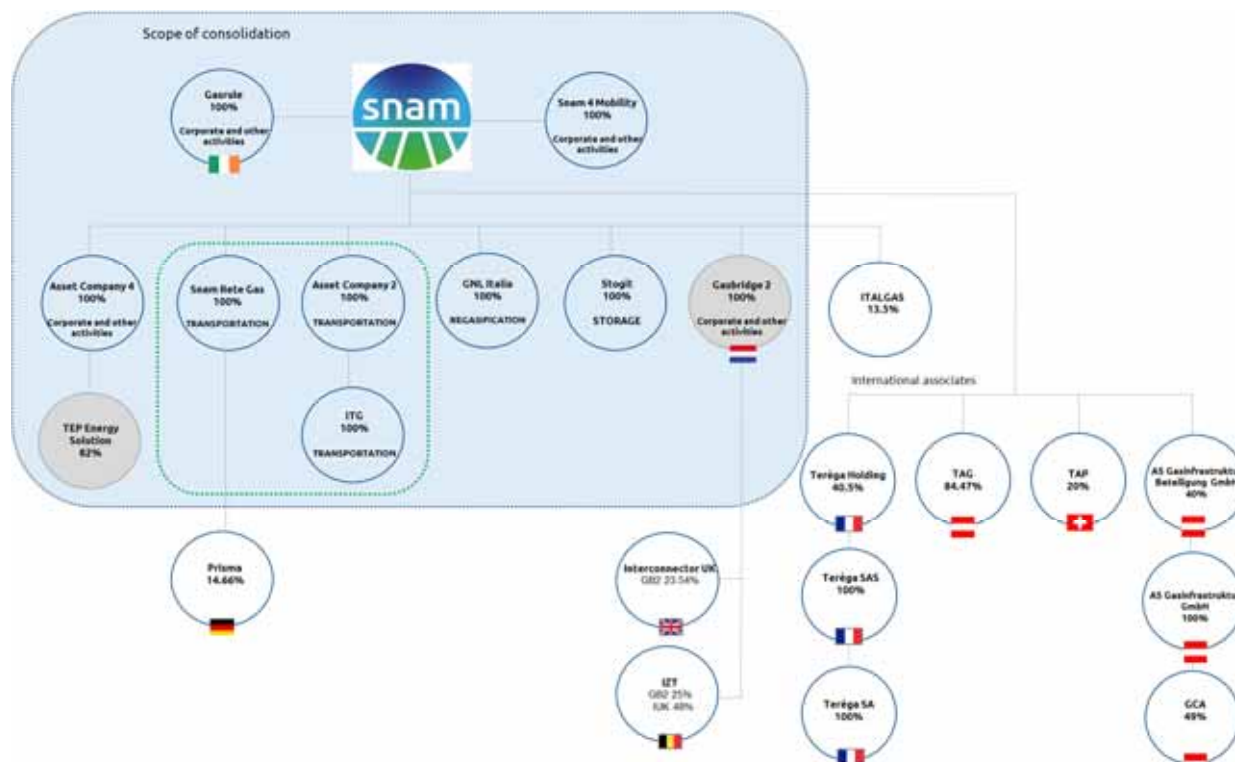 Scope of consolidation
Gasrule
100%
Corporate and other
activities
snam
Snam 4 Mobility
100%
Corporate and other
activities
Asset Company 4
100%
Corporate and other
activities
Snam Rete Gas
100%
TRANSPORTATION
Asset Company 2
100%
TRANSPORTATION
GNL Italia
100%
REGASIFICATION
Stogit
100%
STORAGE
Gasbridge 2
100%
Corporate and other
activities
ITALGAS
13.5%
International associates
TEP Energy
Solution
82%
ITG
100%
TRANSPORTATION
Teréga Holding
40.5%
TAG
84.47%
TAP
20%
AS Gasinfrastruktur
Beteiligung GmbH
40%
Prisma
14.66%
Interconnector UK
GB2 23.54%
Teréga SAS
100%
AS Gasinfrastruktur
GmbH
100%
IZT
GB2 25%
IUK 48%
Teréga SA
100%
GCA
49%